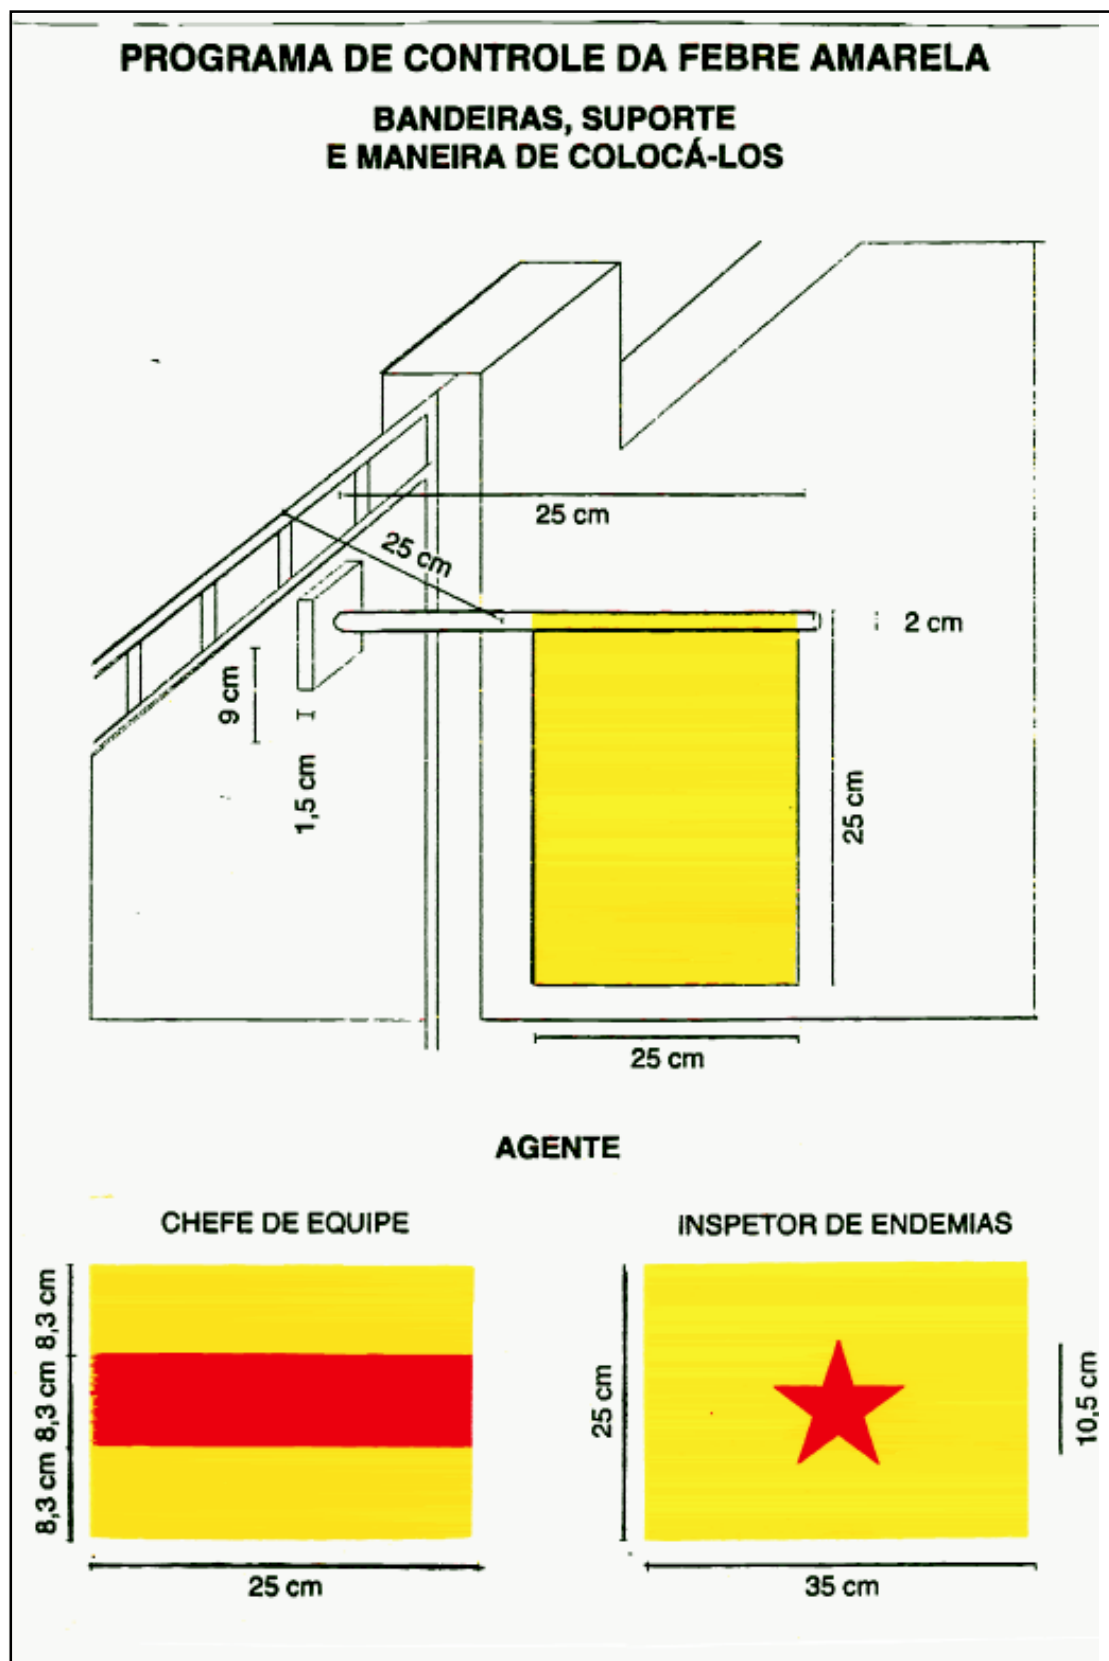 PROGRAMA DE CONTROLE DA FEBRE AMARELA
BANDEIRAS, SUPORTE
E MANEIRA DE COLOCÁ-LOS
25 cm
25 cm
2 cm
9 cm
1,5 cm
25 cm
25 cm
AGENTE
CHEFE DE EQUIPE
INSPETOR DE ENDEMIAS
8,3 cm
8,3 cm
8,3 cm
25 cm
25 cm
10,5 cm
35 cm